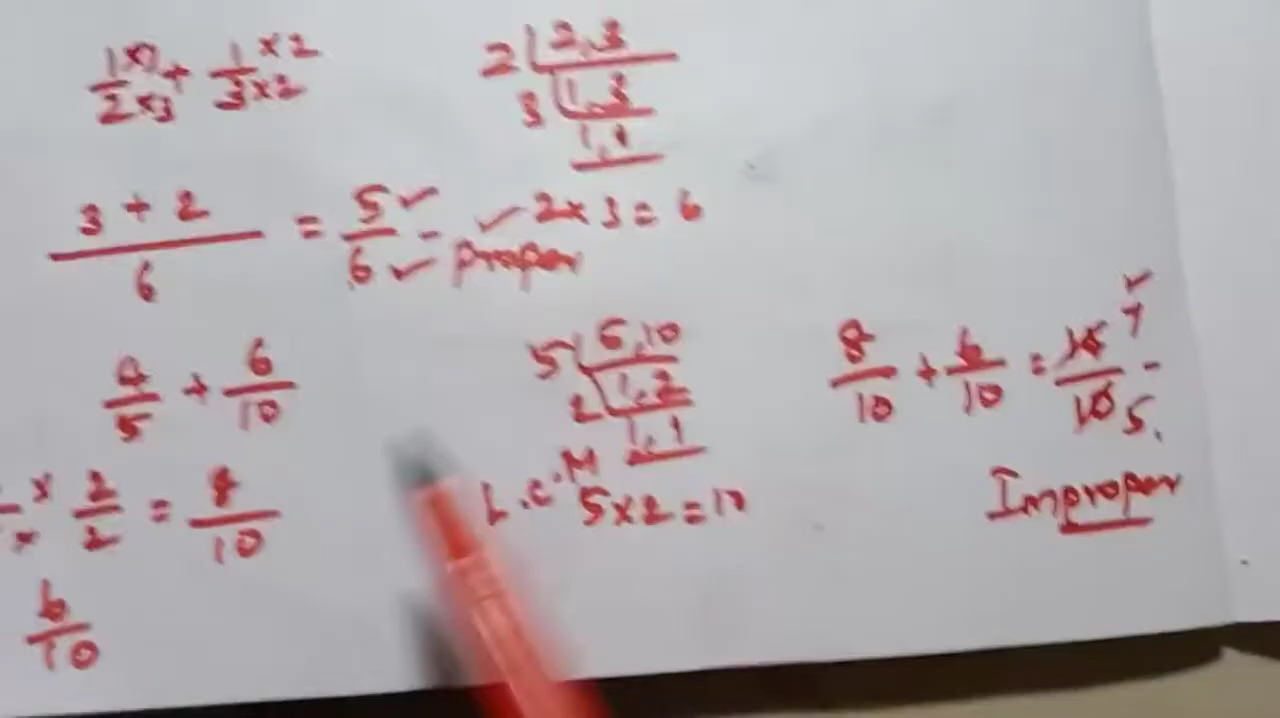 1×3/2×3 + 1×2/3×2
2 | 2,3
3 | 1,3
1,1
3+2/6 = 5/6 - Proper
2×3=6
4/5 + 6/10
5 | 5,10
2 | 1,2
1,1
L.C.M 5×2=10
× 2/2 = 8/10
6/10
8/10 + 6/10 = 14/10 7/5
Improper